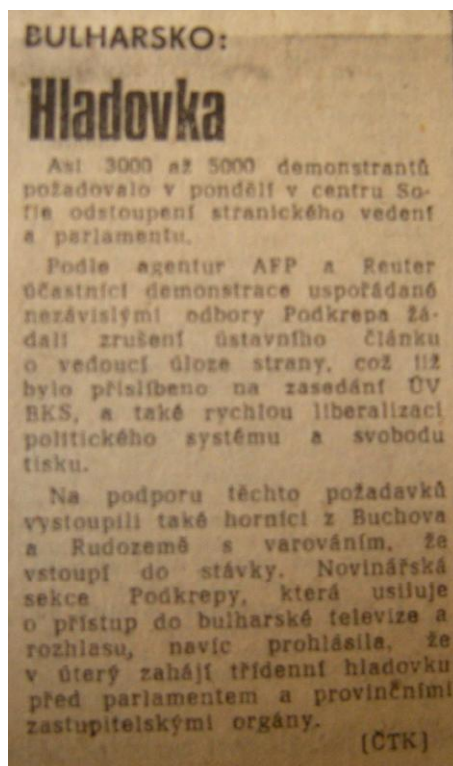 BULHARSKO:
Hladovka
Asi 3000 až 5000 demonstrantů
požadovalo v pondělí v centru So-
fie odstoupení stranického vedení
a parlamentu.
Podle agentur AFP a Reuter
účastníci demonstrace uspořádané
nezávislými odbory Podkrepa žá-
dali zrušení ústavního článku
o vedoucí úloze strany, což již
bylo přislíbeno na zasedání ÚV
BKS, a také rychlou liberalizaci
politického systému a svobodu
tisku.
Na podporu těchto požadavků
vystoupili také horníci z Buchova
a Rudozemě s varováním, že
vstoupí do stávky. Novinářská
sekce Podkrepy, která usiluje
o přístup do bulharské televize a
rozhlasu, navíc prohlásila, že
v úterý zahájí třídenní hladovku
před parlamentem a provinčními
zastupitelskými orgány.
(ČTK)